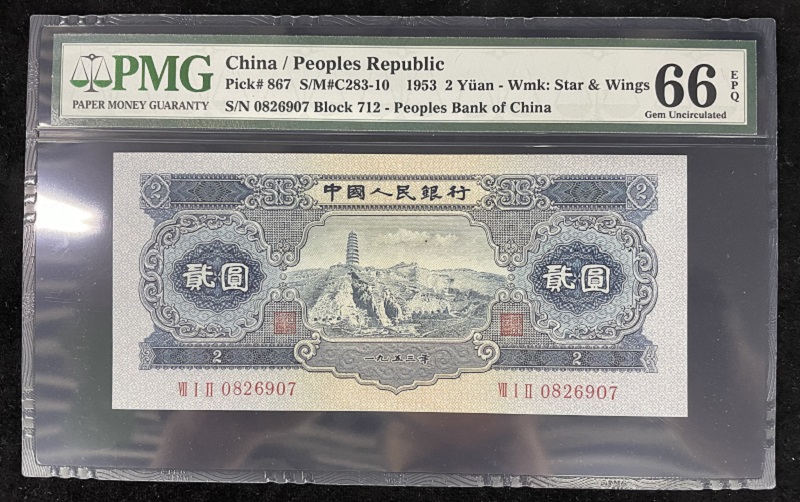 PMG
PAPER MONEY GUARANTY
China / Peoples Republic
Pick# 867 S/M#C283-10 1953 2 Yüan - Wmk: Star & Wings
S/N 0826907 Block 712 - Peoples Bank of China
66 EPQ
Gem Uncirculated
2 中國人民銀行 2
貳圓 貳圓
2 一九五三年 2
Ⅶ Ⅰ Ⅱ 0826907 Ⅶ Ⅰ Ⅱ 0826907